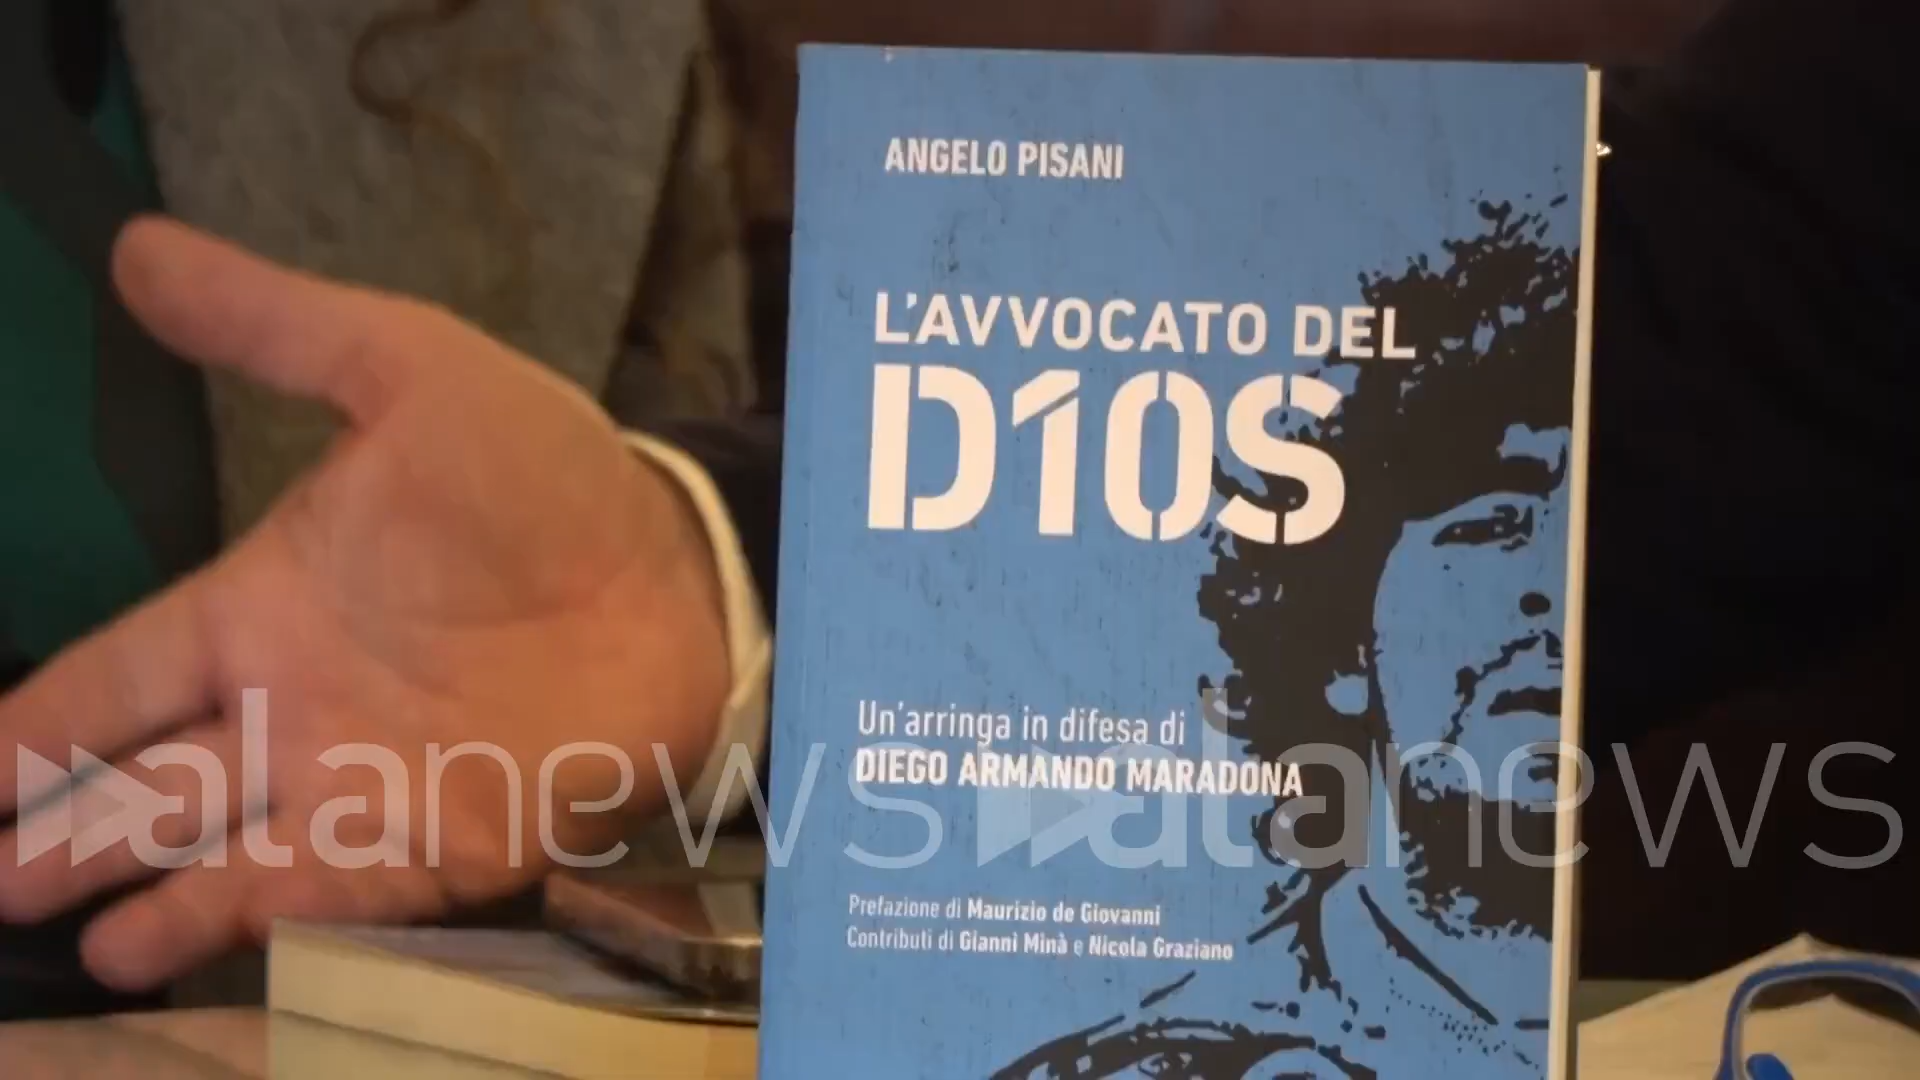 ANGELO PISANI
L'AVVOCATO DEL
D10S
Un'arringa in difesa di
DIEGO ARMANDO MARADONA
alanews alanews
Prefazione di Maurizio de Giovanni
Contributi di Gianni Minà e Nicola Graziano